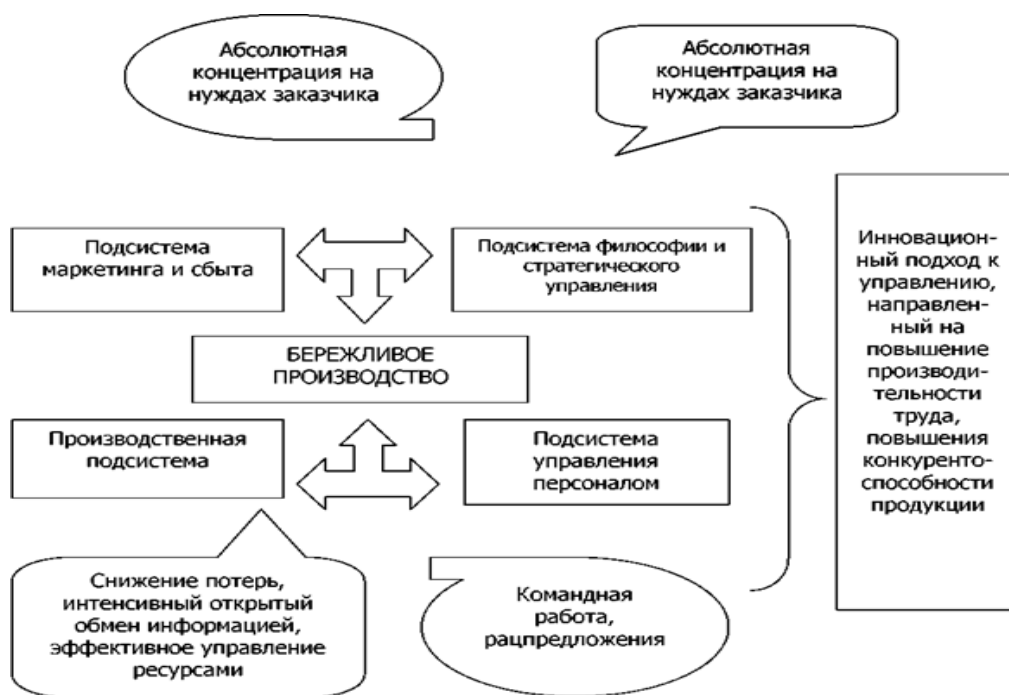 Абсолютная
концентрация на
нуждах заказчика
Абсолютная
концентрация на
нуждах заказчика
Подсистема
маркетинга и сбыта
Подсистема философии и
стратегического
управления
БЕРЕЖЛИВОЕ
ПРОИЗВОДСТВО
Производственная
подсистема
Подсистема
управления
персоналом
Снижение потерь,
интенсивный открытый
обмен информацией,
эффективное управление
ресурсами
Командная
работа,
рацпредложения
Инновацион-
ный подход к
управлению,
направлен-
ный на
повышение
производи-
тельности
труда,
повышения
конкуренто-
способности
продукции